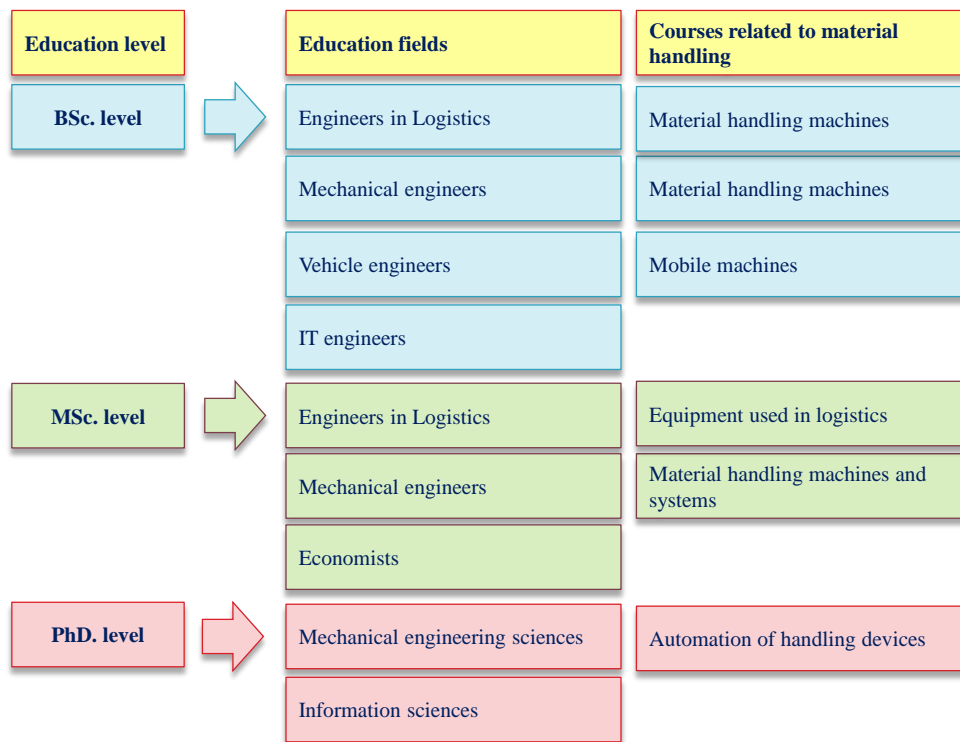 Education level
Education fields
Courses related to material
handling
BSc. level
Engineers in Logistics
Material handling machines
Mechanical engineers
Material handling machines
Vehicle engineers
Mobile machines
IT engineers
MSc. level
Engineers in Logistics
Equipment used in logistics
Mechanical engineers
Material handling machines and
systems
Economists
PhD. level
Mechanical engineering sciences
Automation of handling devices
Information sciences